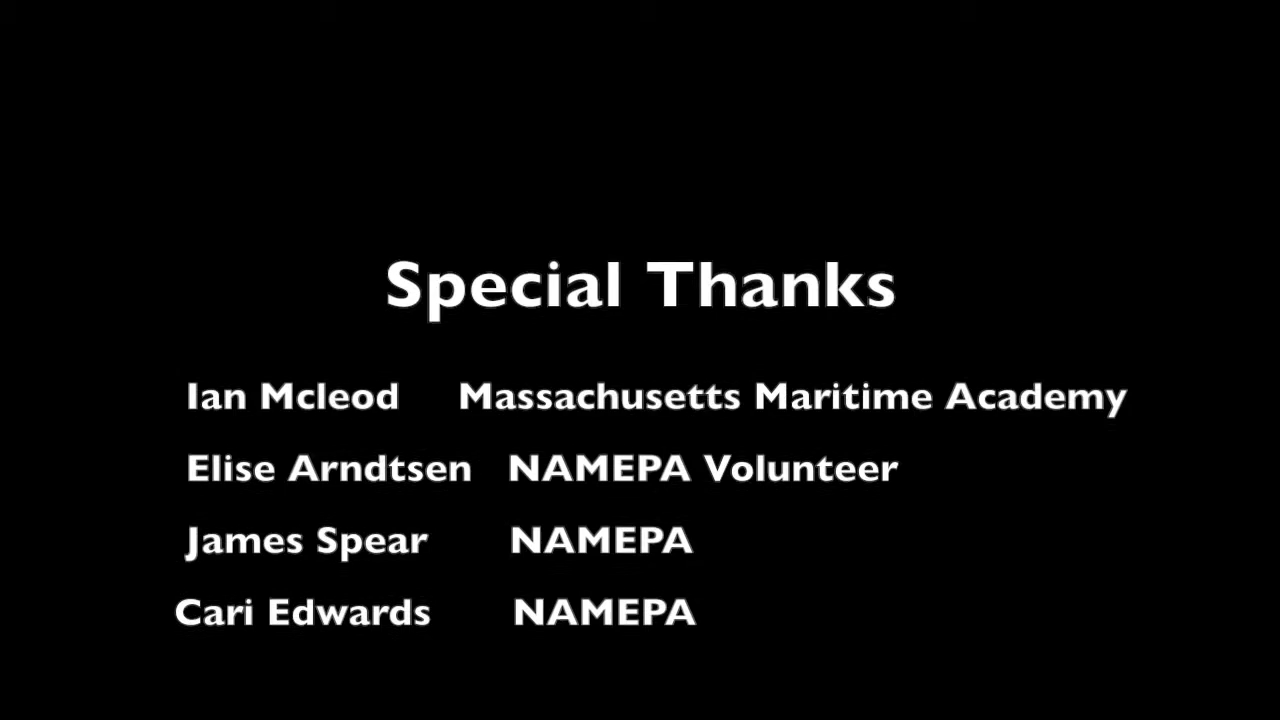 Special Thanks
Ian Mcleod Massachusetts Maritime Academy
Elise Arndtsen NAMEPA Volunteer
James Spear NAMEPA
Cari Edwards NAMEPA